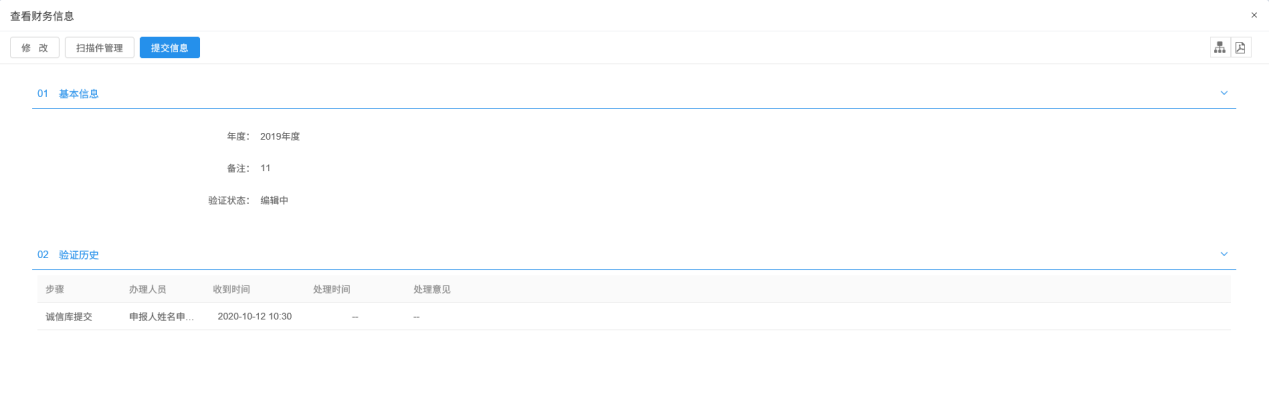 查看财务信息 ×
修 改 扫描件管理 提交信息
01 基本信息
年度： 2019年度
备注： 11
验证状态： 编辑中
02 验证历史
步骤 办理人员 收到时间 处理时间 处理意见
诚信库提交 申报人姓名申... 2020-10-12 10:30 -- --